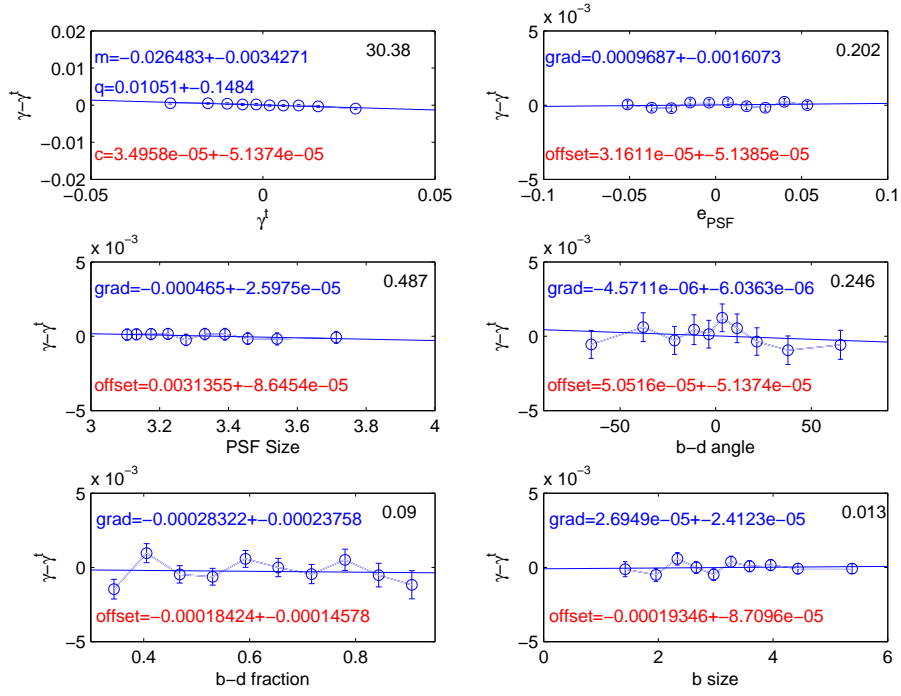 0.02
0.01
0
−0.01
−0.02
γ−γᵗ
m=−0.026483+−0.0034271
30.38
q=0.01051+−0.1484
c=3.4958e−05+−5.1374e−05
−0.05
0
0.05
γᵗ
x 10⁻³
5
0
−5
γ−γᵗ
grad=0.0009687+−0.0016073
0.202
offset=3.1611e−05+−5.1385e−05
−0.1
−0.05
0
0.05
0.1
e_PSF
x 10⁻³
5
0
−5
γ−γᵗ
grad=−0.000465+−2.5975e−05
0.487
offset=0.0031355+−8.6454e−05
3
3.2
3.4
3.6
3.8
4
PSF Size
x 10⁻³
5
0
−5
γ−γᵗ
grad=−4.5711e−06+−6.0363e−06
0.246
offset=5.0516e−05+−5.1374e−05
−50
0
50
b−d angle
x 10⁻³
5
0
−5
γ−γᵗ
grad=−0.00028322+−0.00023758
0.09
offset=−0.00018424+−0.00014578
0.4
0.6
0.8
b−d fraction
x 10⁻³
5
0
−5
γ−γᵗ
grad=2.6949e−05+−2.4123e−05
0.013
offset=−0.00019346+−8.7096e−05
0
2
4
6
b size